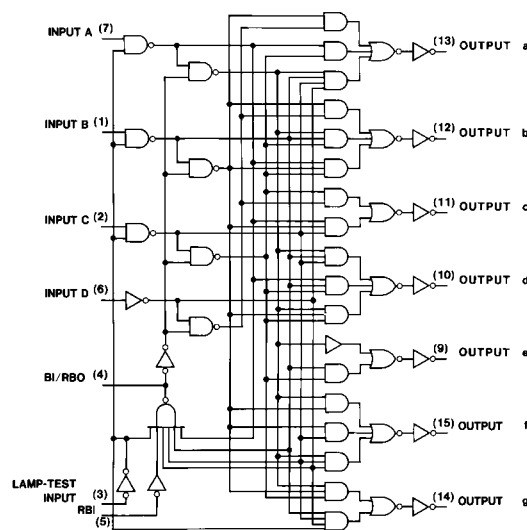 INPUT A (7)
(13) OUTPUT a
INPUT B (1)
(12) OUTPUT b
(11) OUTPUT c
INPUT C (2)
(10) OUTPUT d
INPUT D (6)
(9) OUTPUT e
BI/RBO (4)
(15) OUTPUT f
LAMP-TEST
INPUT (3)
RBI
(5)
(14) OUTPUT g